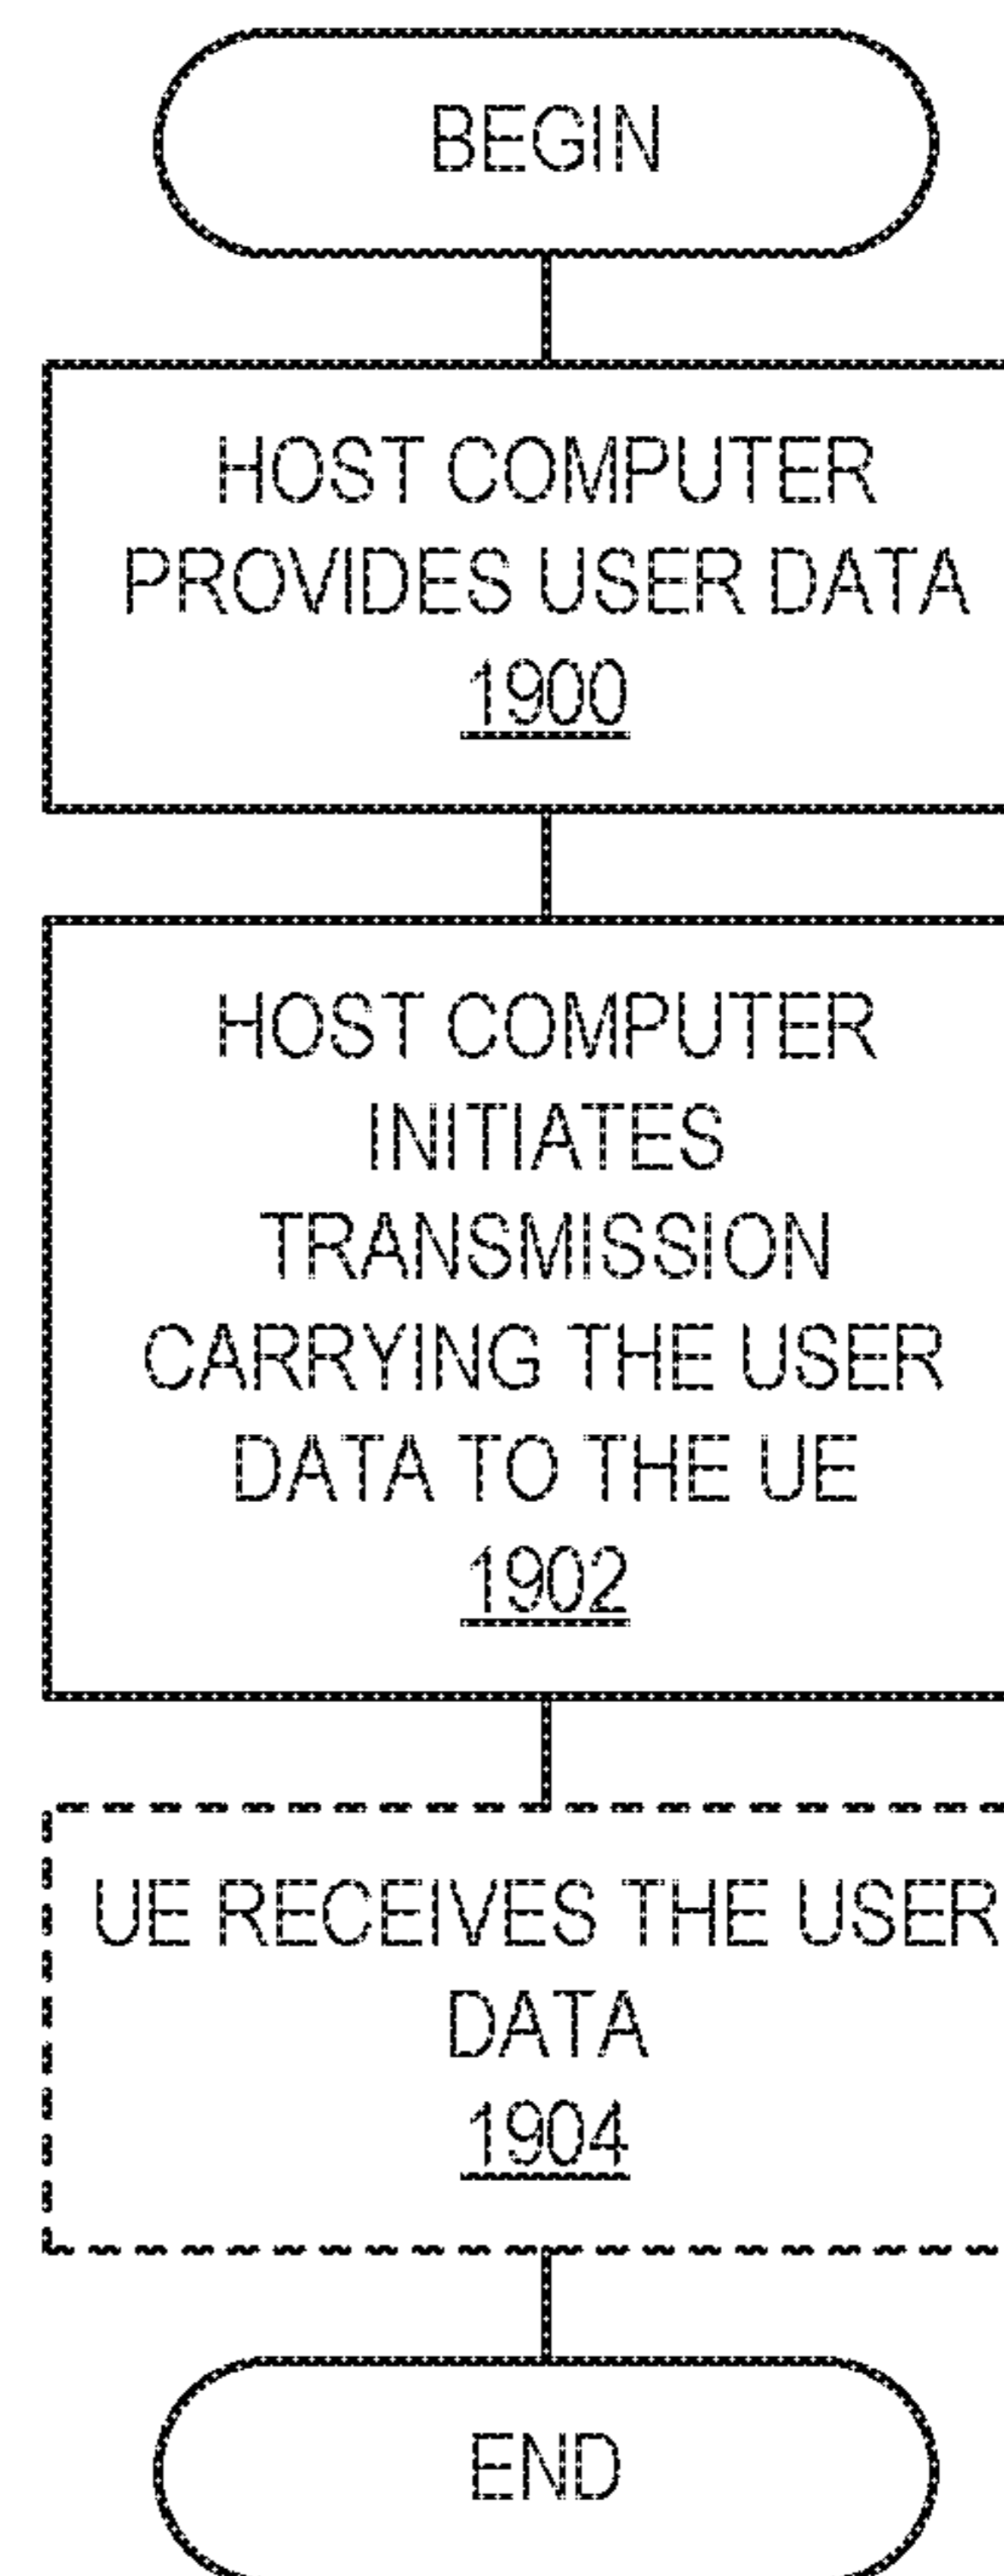 BEGIN
HOST COMPUTER
PROVIDES USER DATA
1900
HOST COMPUTER
INITIATES
TRANSMISSION
CARRYING THE USER
DATA TO THE UE
1902
UE RECEIVES THE USER
DATA
1904
END